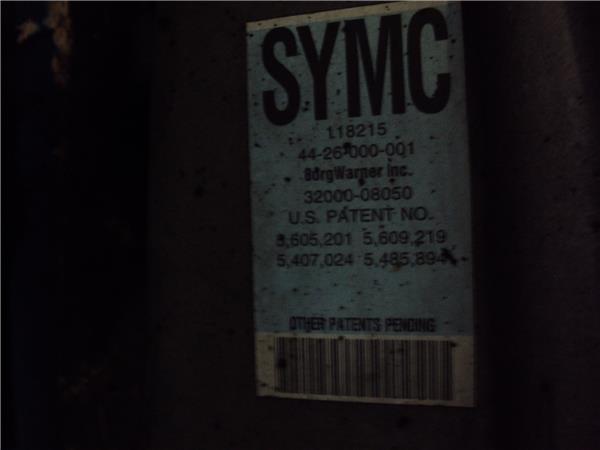 SYMC
118215
44-26-000-001
BorgWarner Inc.
32000-08050
U.S. PATENT NO.
5,605,201 5,609,219
5,407,024 5,485,894
OTHER PATENTS PENDING